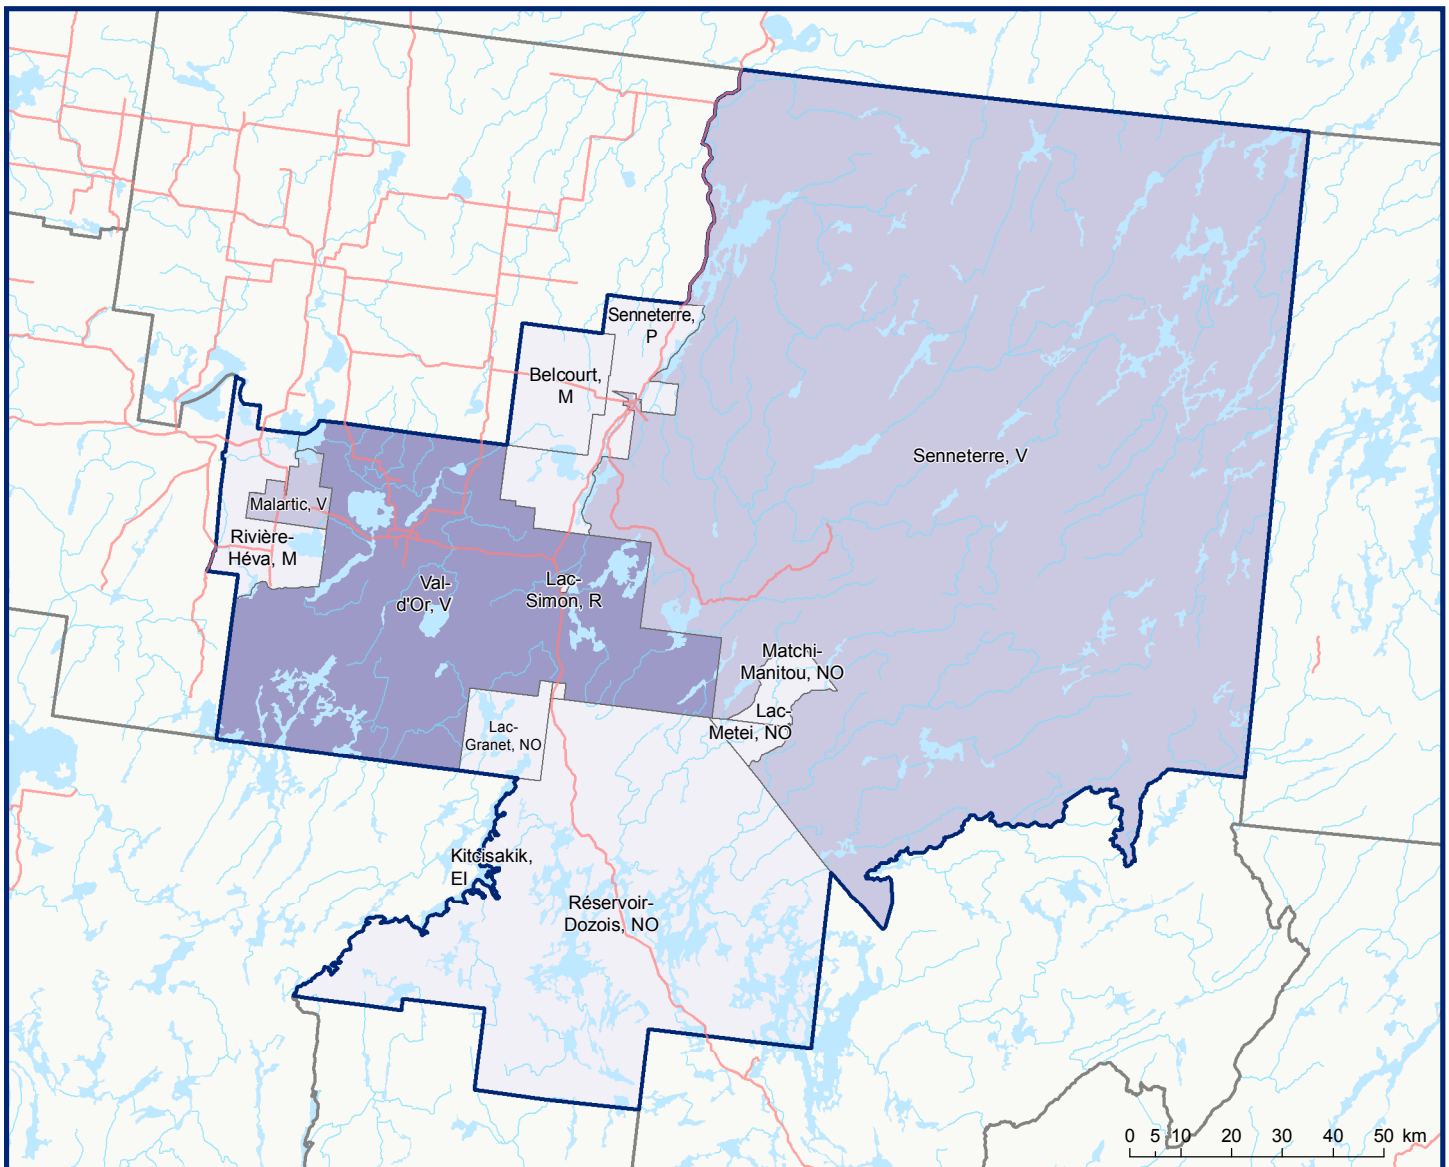 Senneterre,
P
Belcourt,
M
Senneterre, V
Malartic, V
Rivière-
Héva, M
Val-
d'Or, V
Lac-
Simon, R
Matchi-
Manitou, NO
Lac-
Metei, NO
Lac-
Granet, NO
Kitcisakik,
EI
Réservoir-
Dozois, NO
0 5 10 20 30 40 50 km